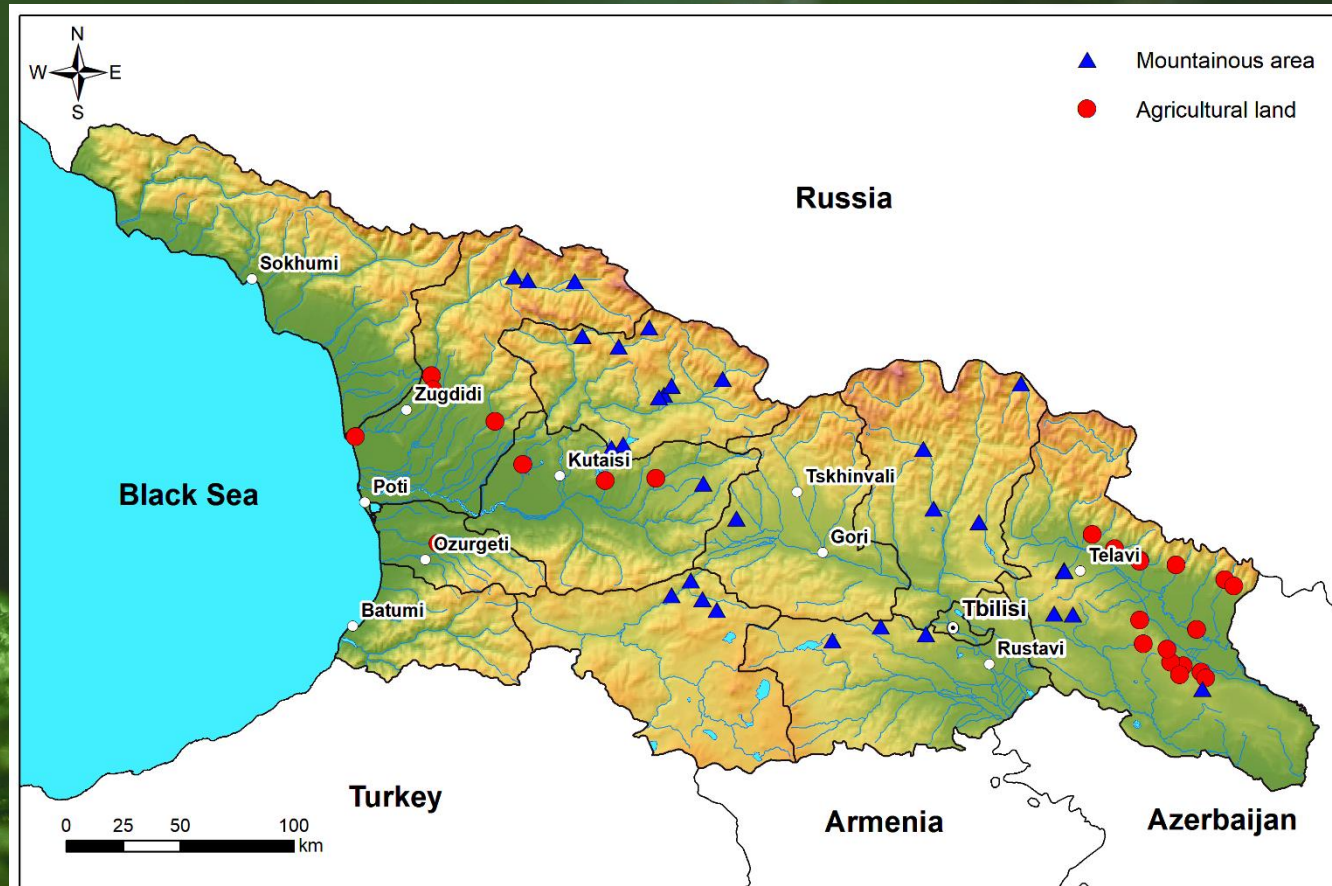 N
W E
S
Mountainous area
Agricultural land
Russia
Sokhumi
Zugdidi
Kutaisi
Tskhinvali
Black Sea
Poti
Gori
Ozurgeti
Telavi
Batumi
Tbilisi
Rustavi
Turkey
Armenia
Azerbaijan
0 25 50 100
km